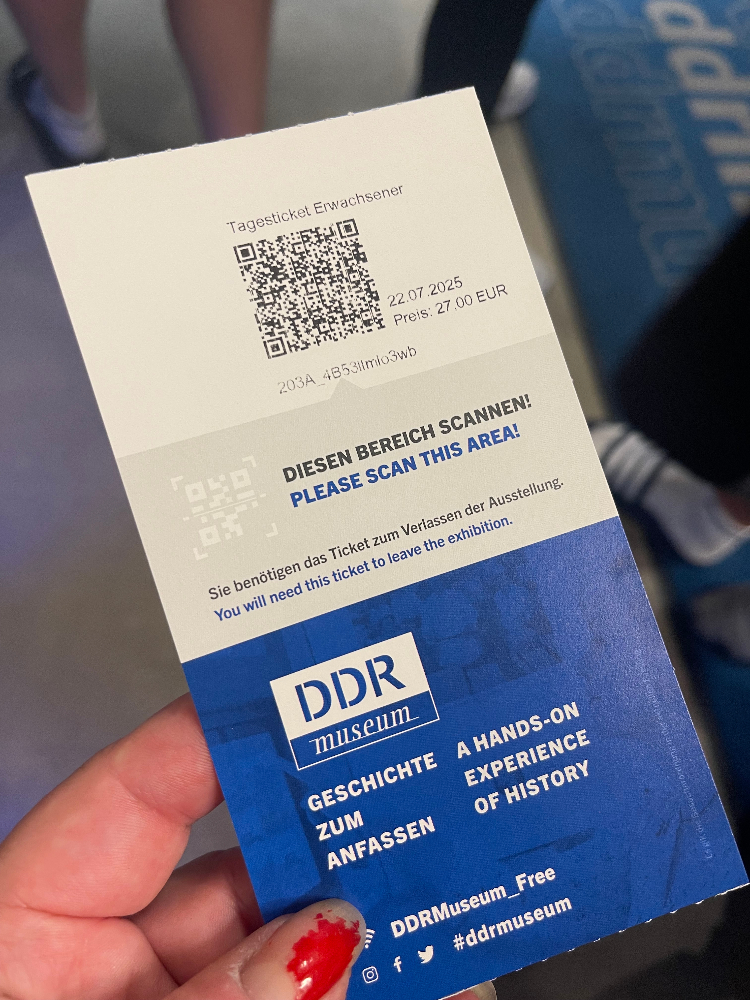 Tagesticket Erwachsener
22.07.2025
Preis: 27.00 EUR
DIESEN BEREICH SCANNEN!
PLEASE SCAN THIS AREA!
Sie benötigen das Ticket zum Verlassen der Ausstellung.
You will need this ticket to leave the exhibition.
DDR
museum
GESCHICHTE
ZUM
ANFASSEN
A HANDS-ON
EXPERIENCE
OF HISTORY
DDRMuseum_Free
#ddrmuseum